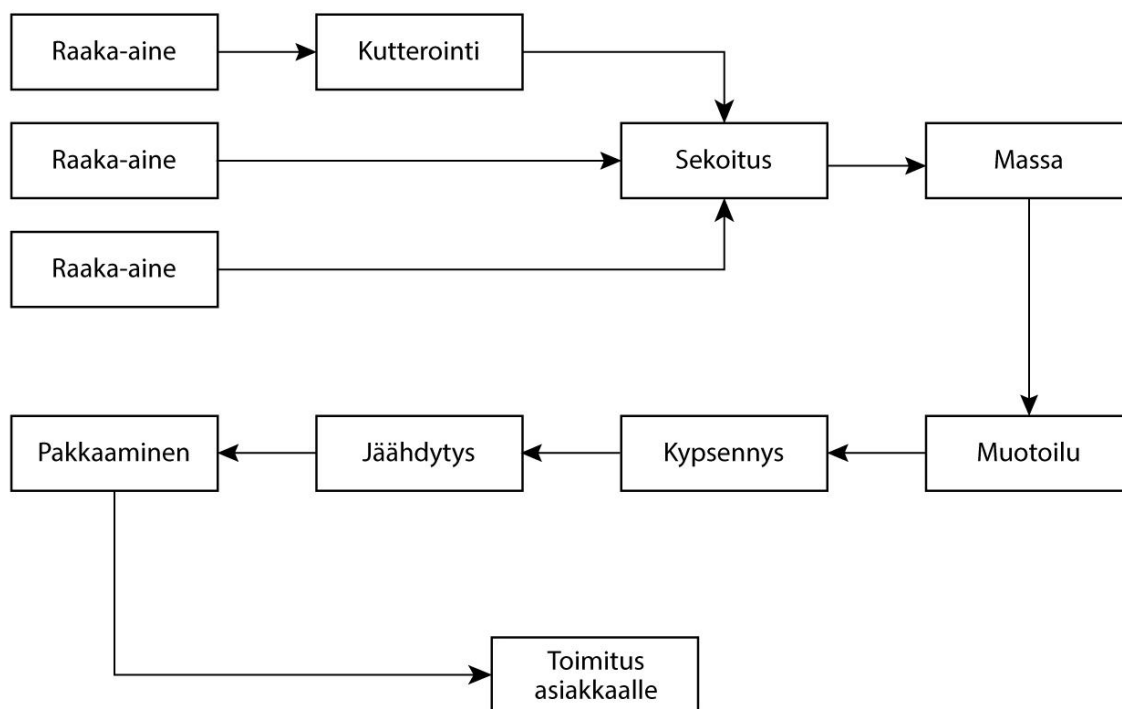 Raaka-aine
Kutterointi
Raaka-aine
Sekoitus
Massa
Raaka-aine
Pakkaaminen
Jäähdytys
Kypsennys
Muotoilu
Toimitus
asiakkaalle